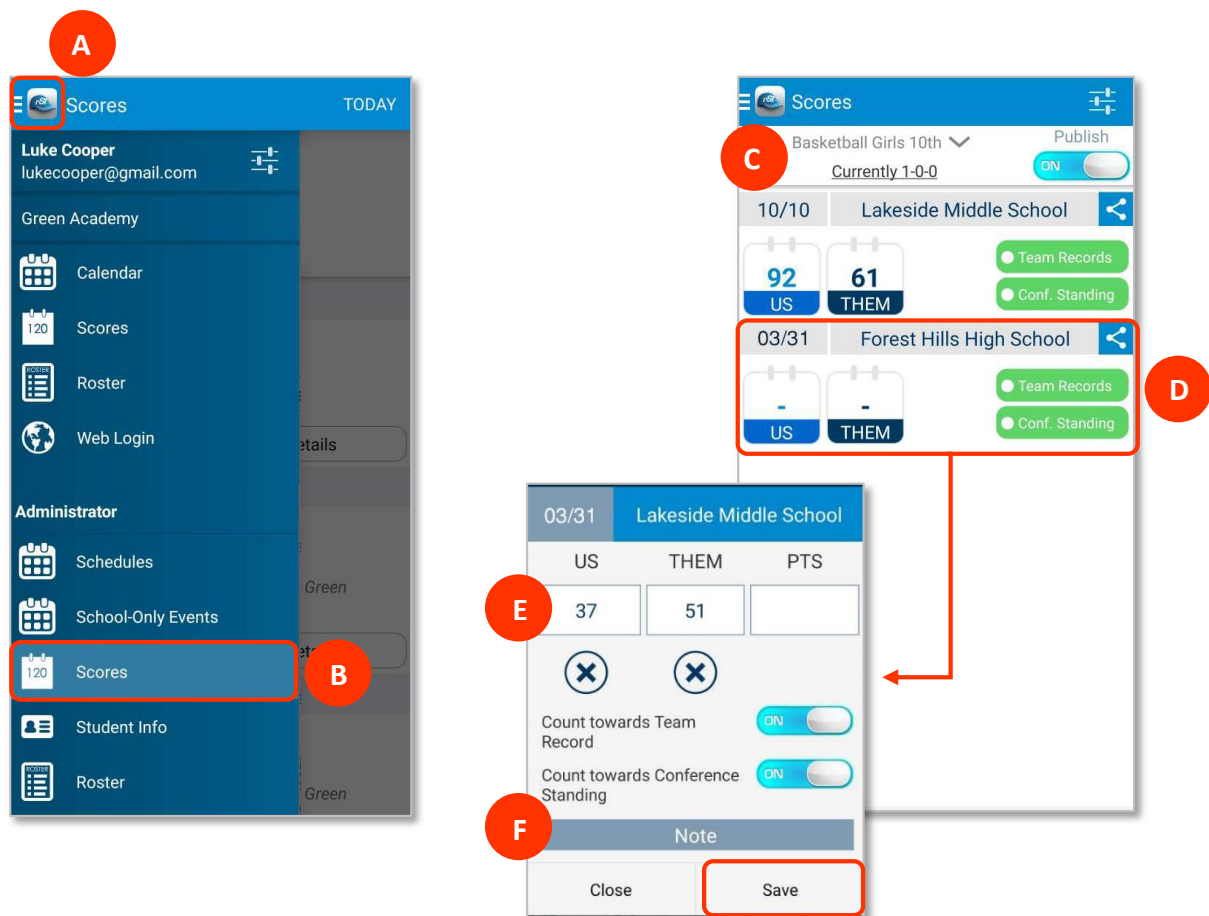 A
Scores TODAY
Luke Cooper
lukecooper@gmail.com
Green Academy
Calendar
120
Scores
ROSTER
Roster
Web Login
etails
Administrator
Schedules
Green
School-Only Events
120
Scores
B
Student Info
ROSTER
Roster
Green
Scores
C
Basketball Girls 10th
Publish
Currently 1-0-0
ON
10/10 Lakeside Middle School
92 61
US THEM
Team Records
Conf. Standing
03/31 Forest Hills High School
- -
US THEM
Team Records
Conf. Standing
D
03/31 Lakeside Middle School
US THEM PTS
E
37 51
Count towards Team
Record
ON
Count towards Conference
Standing
ON
F
Note
Close Save